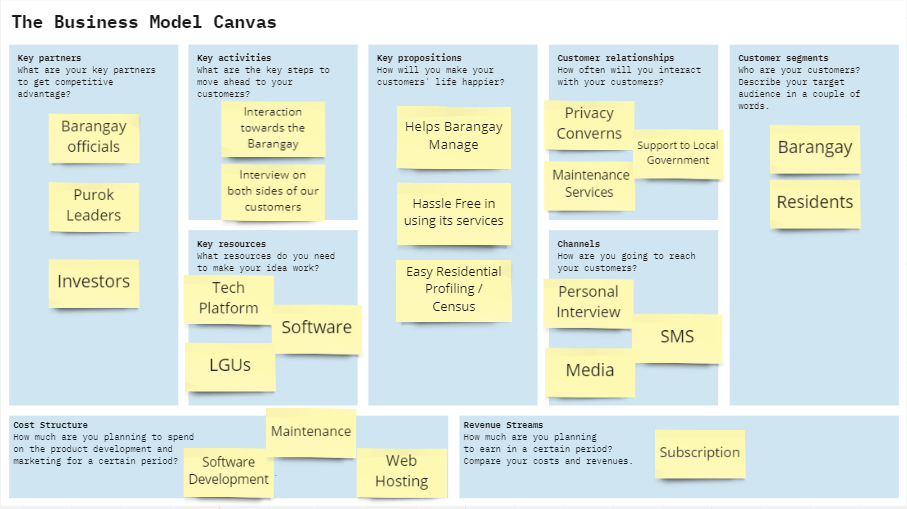 The Business Model Canvas
Key partners
What are your key partners
to get competitive
advantage?
Barangay
officials
Purok
Leaders
Investors
Key activities
What are the key steps to
move ahead to your
customers?
Interaction
towards the
Barangay
Interview on
both sides of our
customers
Key resources
What resources do you need
to make your idea work?
Tech
Platform
Software
LGUs
Key propositions
How will you make your
customers' life happier?
Helps Barangay
Manage
Hassle Free in
using its services
Easy Residential
Profiling /
Census
Customer relationships
How often will you interact
with your customers?
Privacy
Converns
Support to Local
Government
Maintenance
Services
Channels
How are you going to reach
your customers?
Personal
Interview
SMS
Media
Customer segments
Who are your customers?
Describe your target
audience in a couple of
words.
Barangay
Residents
Cost Structure
How much are you planning to spend
on the product development and
marketing for a certain period?
Maintenance
Software
Development
Web
Hosting
Revenue Streams
How much are you planning
to earn in a certain period?
Compare your costs and revenues.
Subscription